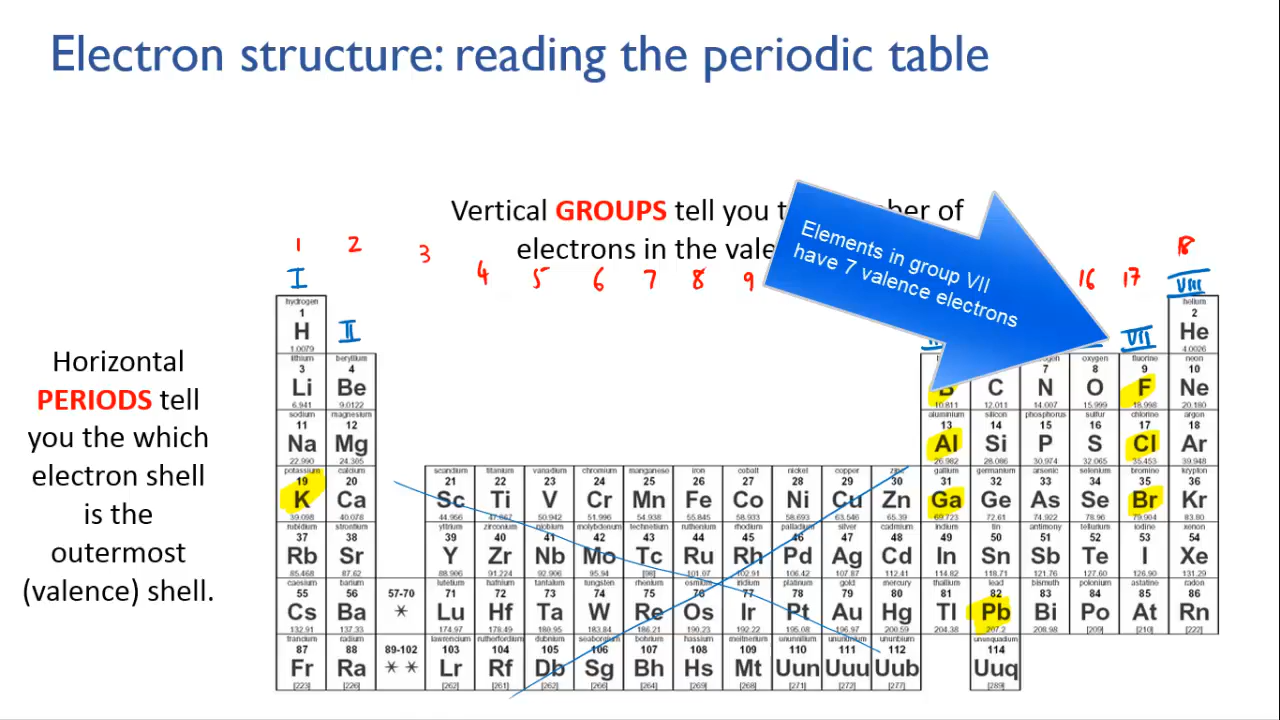 Electron structure: reading the periodic table
Vertical GROUPS tell you of
electrons in the
Elements in group VII
have 7 valence electrons
1 2 3 4 5 6 7 8 9 16 17 18
I II VII VIII
Horizontal
PERIODS tell
you the which
electron shell
is the
outermost
(valence) shell.
hydrogen helium
1 2
H He
1.0079 4.0026
lithium beryllium oxygen fluorine neon
3 4 7 8 9 10
Li Be B C N O F Ne
6.941 9.0122 10.811 12.011 14.007 15.999 18.998 20.180
sodium magnesium aluminium silicon phosphorus sulfur chlorine argon
11 12 13 14 15 16 17 18
Na Mg Al Si P S Cl Ar
22.990 24.305 26.982 28.086 30.974 32.065 35.453 39.948
potassium calcium scandium titanium vanadium chromium manganese iron cobalt nickel copper zinc gallium germanium arsenic selenium bromine krypton
19 20 21 22 23 24 25 26 27 28 29 30 31 32 33 34 35 36
K Ca Sc Ti V Cr Mn Fe Co Ni Cu Zn Ga Ge As Se Br Kr
39.098 40.078 44.956 47.867 50.942 51.996 54.938 55.845 58.933 58.693 63.546 65.39 69.723 72.61 74.922 78.96 79.904 83.80
rubidium strontium yttrium zirconium niobium molybdenum technetium ruthenium rhodium palladium silver cadmium indium tin antimony tellurium iodine xenon
37 38 39 40 41 42 43 44 45 46 47 48 49 50 51 52 53 54
Rb Sr Y Zr Nb Mo Tc Ru Rh Pd Ag Cd In Sn Sb Te I Xe
85.468 87.62 88.906 91.224 92.906 95.94 [98] 101.07 102.91 106.42 107.87 112.41 114.82 118.71 121.76 127.60 126.90 131.29
caesium barium lutetium hafnium tantalum tungsten rhenium osmium iridium platinum gold mercury thallium lead bismuth polonium astatine radon
55 56 57-70 71 72 73 74 75 76 77 78 79 80 81 82 83 84 85 86
Cs Ba * Lu Hf Ta W Re Os Ir Pt Au Hg Tl Pb Bi Po At Rn
132.91 137.33 174.97 178.49 180.95 183.84 186.21 190.23 192.22 195.08 196.97 200.59 204.38 207.2 208.98 [209] [210] [222]
francium radium lawrencium rutherfordium dubnium seaborgium bohrium hassium meitnerium ununnilium unununium ununbium ununquadium
87 88 89-102 103 104 105 106 107 108 109 110 111 112 114
Fr Ra * * Lr Rf Db Sg Bh Hs Mt Uun Uuu Uub Uuq
[223] [226] [262] [261] [262] [266] [264] [269] [268] [271] [272] [277] [289]